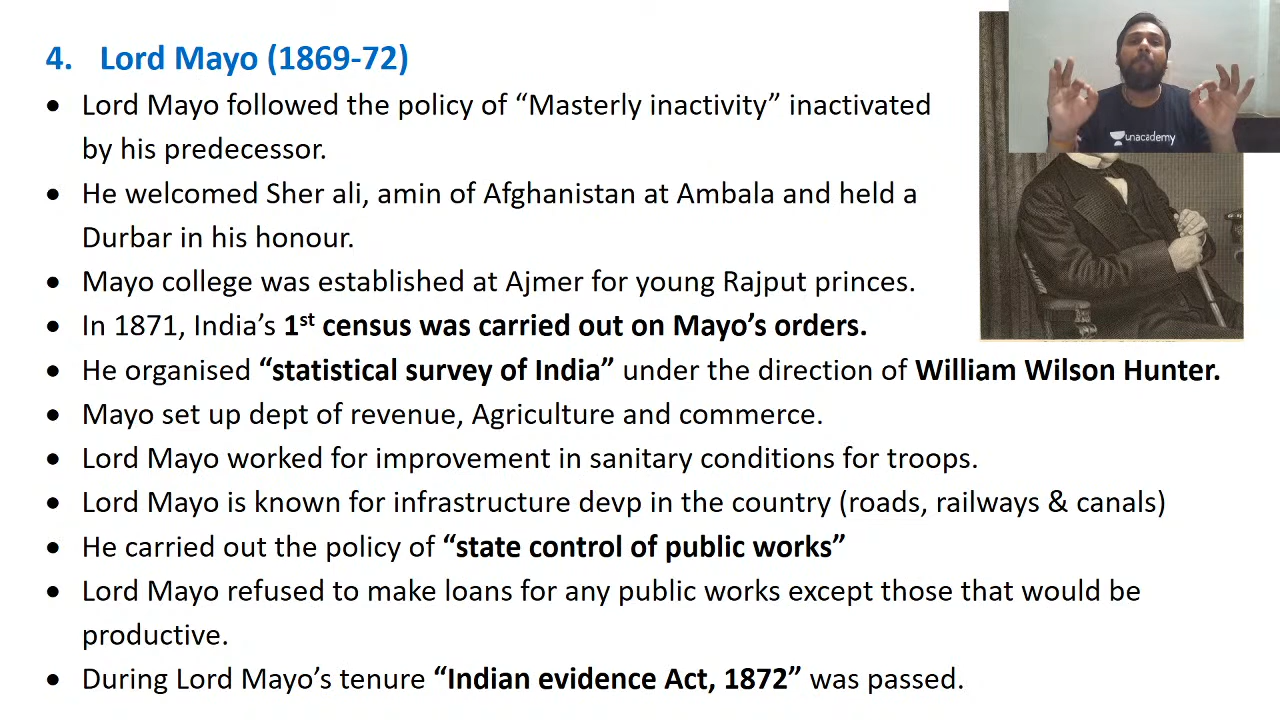 4. Lord Mayo (1869-72)
• Lord Mayo followed the policy of “Masterly inactivity” inactivated
by his predecessor.
• He welcomed Sher ali, amin of Afghanistan at Ambala and held a
Durbar in his honour.
• Mayo college was established at Ajmer for young Rajput princes.
• In 1871, India’s 1st census was carried out on Mayo’s orders.
• He organised “statistical survey of India” under the direction of William Wilson Hunter.
• Mayo set up dept of revenue, Agriculture and commerce.
• Lord Mayo worked for improvement in sanitary conditions for troops.
• Lord Mayo is known for infrastructure devp in the country (roads, railways & canals)
• He carried out the policy of “state control of public works”
• Lord Mayo refused to make loans for any public works except those that would be
productive.
• During Lord Mayo’s tenure “Indian evidence Act, 1872” was passed.
unacademy